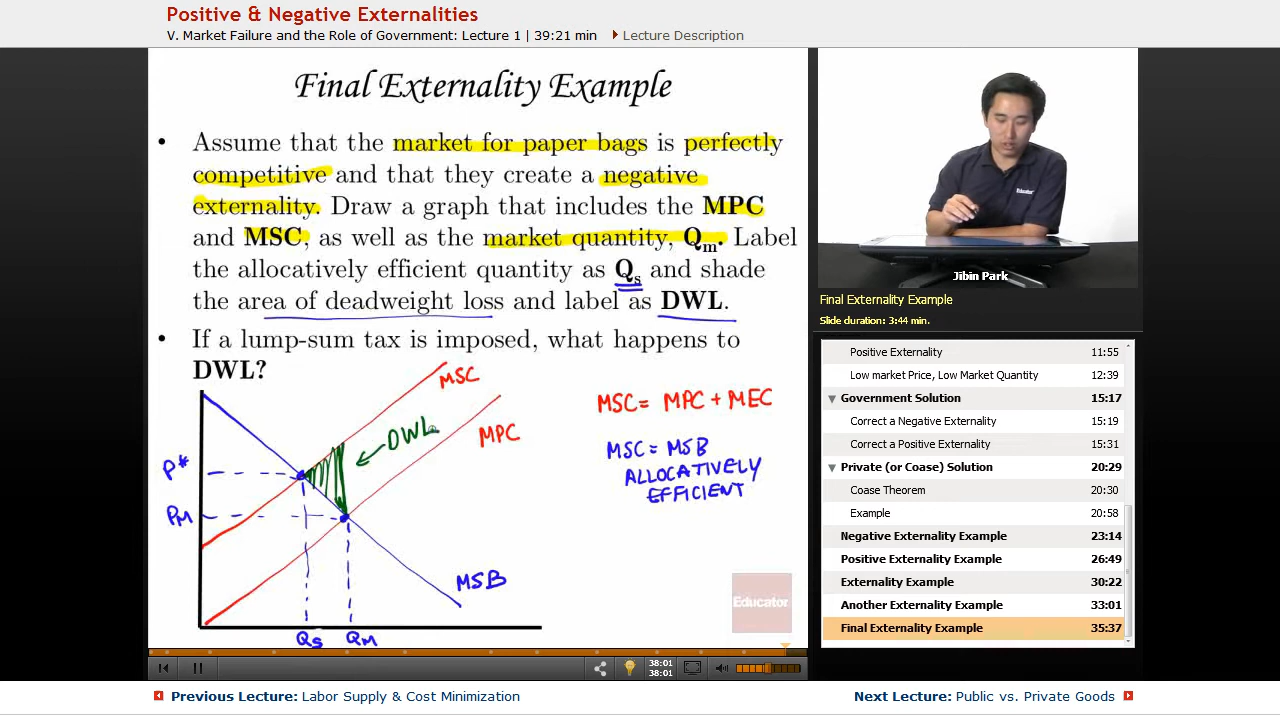 Positive & Negative Externalities
V. Market Failure and the Role of Government: Lecture 1 | 39:21 min
Lecture Description
Final Externality Example
• Assume that the market for paper bags is perfectly
competitive and that they create a negative
externality. Draw a graph that includes the MPC
and MSC, as well as the market quantity, Qm. Label
the allocatively efficient quantity as Qs and shade
the area of deadweight loss and label as DWL.
• If a lump-sum tax is imposed, what happens to
DWL?
MSC
DWL
MPC
P*
PM
MSB
Qs
QM
MSC = MPC + MEC
MSC = MSB
ALLOCATIVELY
EFFICIENT
Educator
Educator
Jibin Park
Final Externality Example
Slide duration: 3:44 min.
Positive Externality 11:55
Low market Price, Low Market Quantity 12:39
Government Solution 15:17
Correct a Negative Externality 15:19
Correct a Positive Externality 15:31
Private (or Coase) Solution 20:29
Coase Theorem 20:30
Example 20:58
Negative Externality Example 23:14
Positive Externality Example 26:49
Externality Example 30:22
Another Externality Example 33:01
Final Externality Example 35:37
38:01
38:01
Previous Lecture: Labor Supply & Cost Minimization
Next Lecture: Public vs. Private Goods